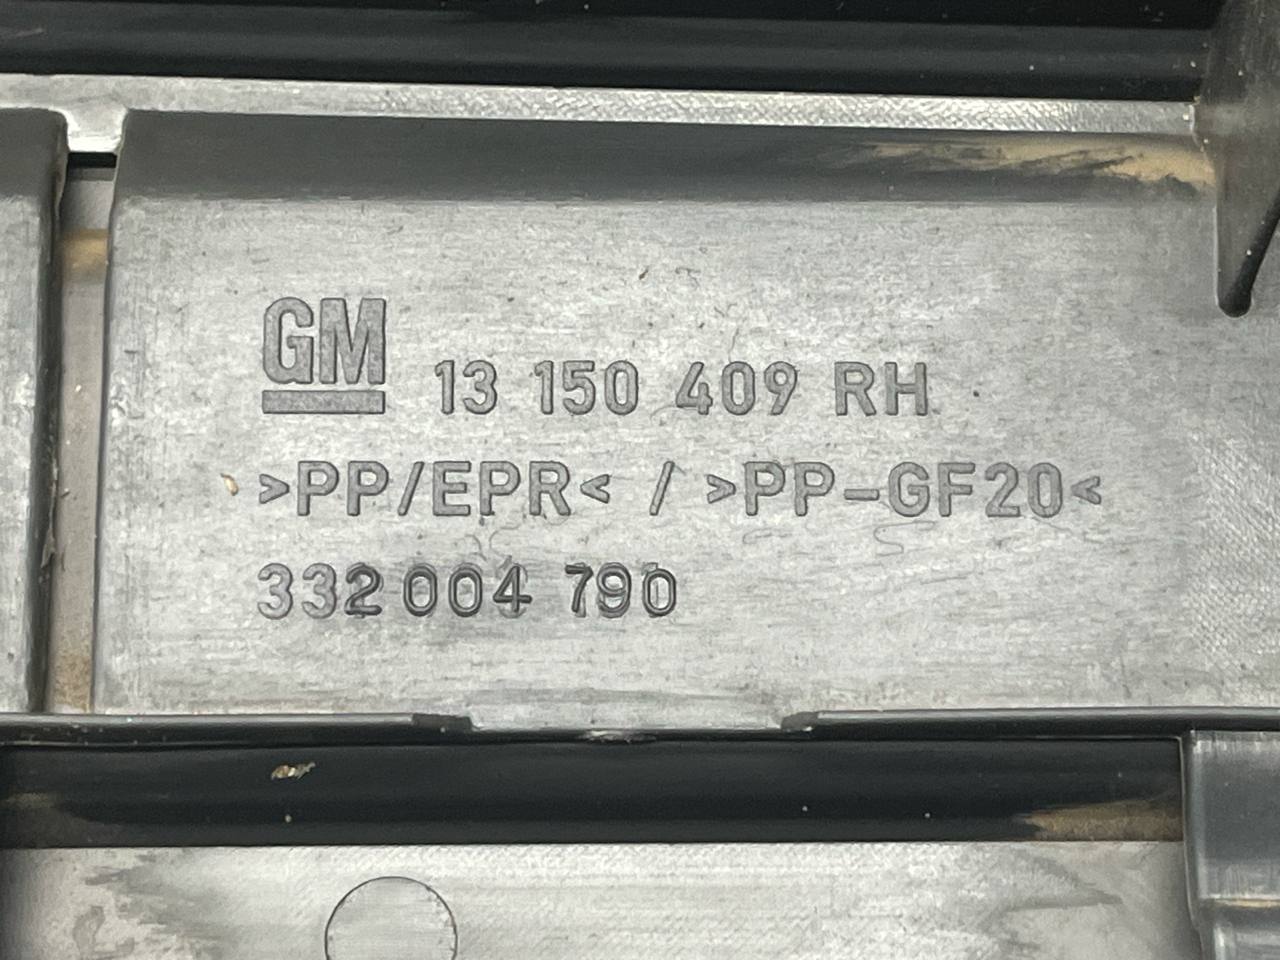 GM 13 150 409 RH
>PP/EPR< / >PP-GF20<
332 004 790